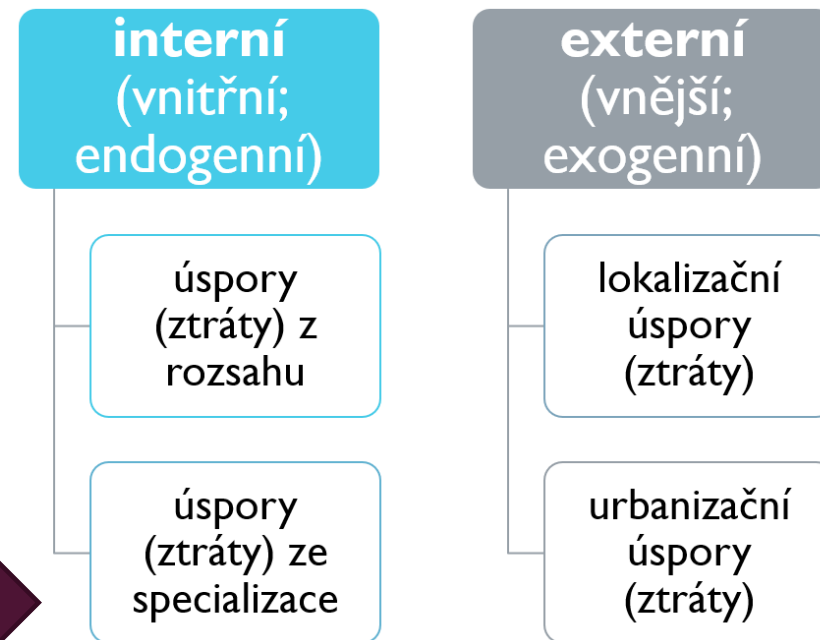 interní
(vnitřní;
endogenní)
úspory
(ztráty) z
rozsahu
úspory
(ztráty) ze
specializace
externí
(vnější;
exogenní)
lokalizační
úspory
(ztráty)
urbanizační
úspory
(ztráty)